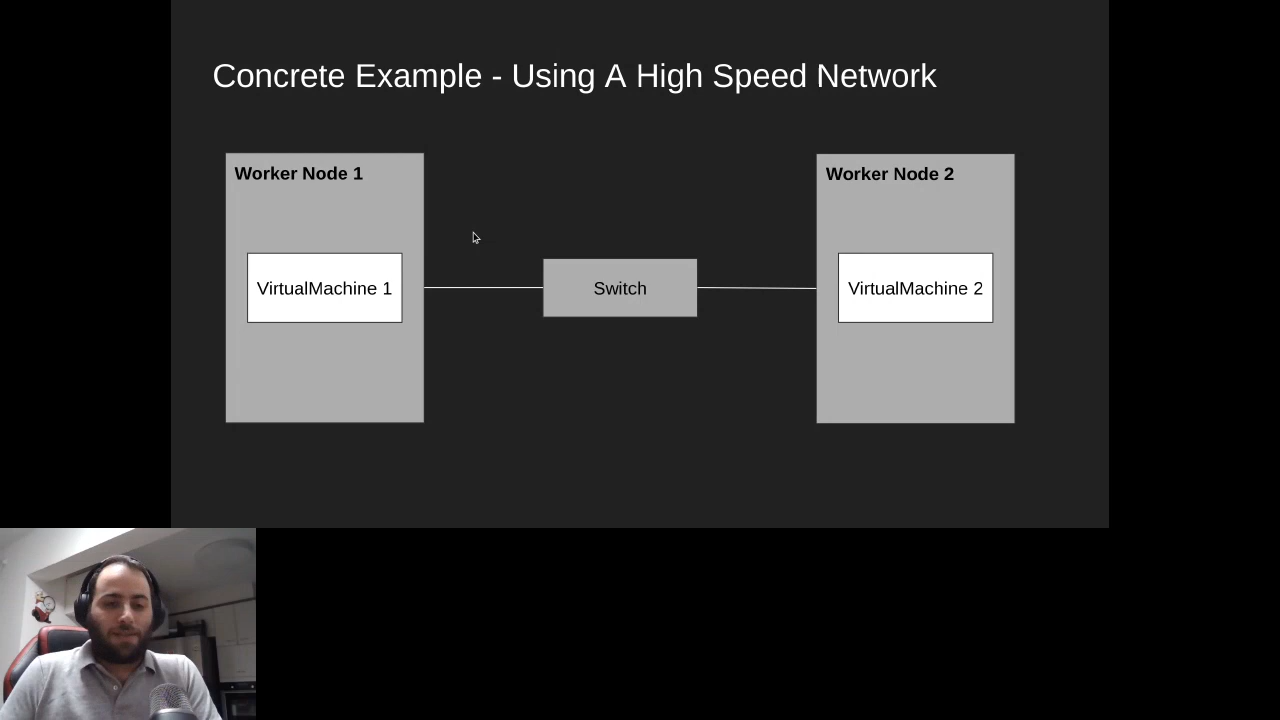 Concrete Example - Using A High Speed Network
Worker Node 1
Worker Node 2
VirtualMachine 1
Switch
VirtualMachine 2